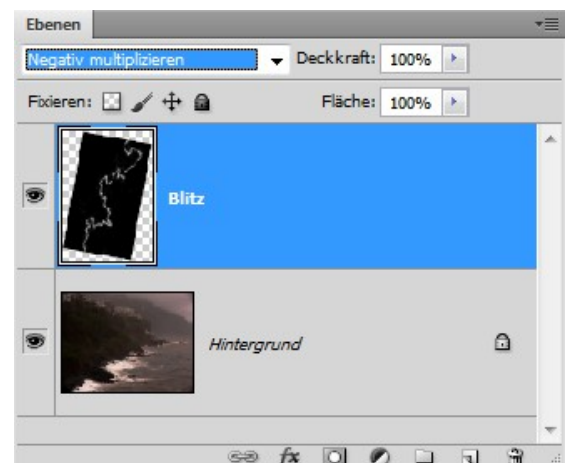 Ebenen
Negativ multiplizieren Deckkraft: 100%
Fixieren: Fläche: 100%
Blitz
Hintergrund
fx